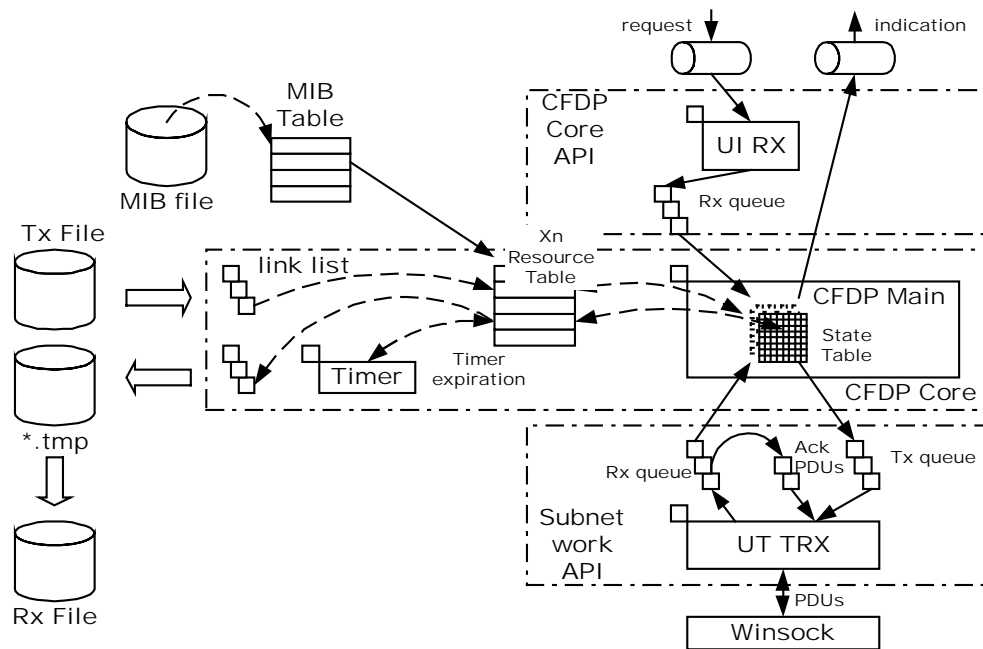 request
indication
MIB
Table
CFDP
Core
API
UI RX
MIB file
Rx queue
Tx File
Xn
Resource
Table
link list
CFDP Main
State
Table
Timer
Timer
expiration
CFDP Core
*.tmp
Rx queue
Ack
PDUs
Tx queue
Subnet
work
API
UT TRX
Rx File
PDUs
Winsock